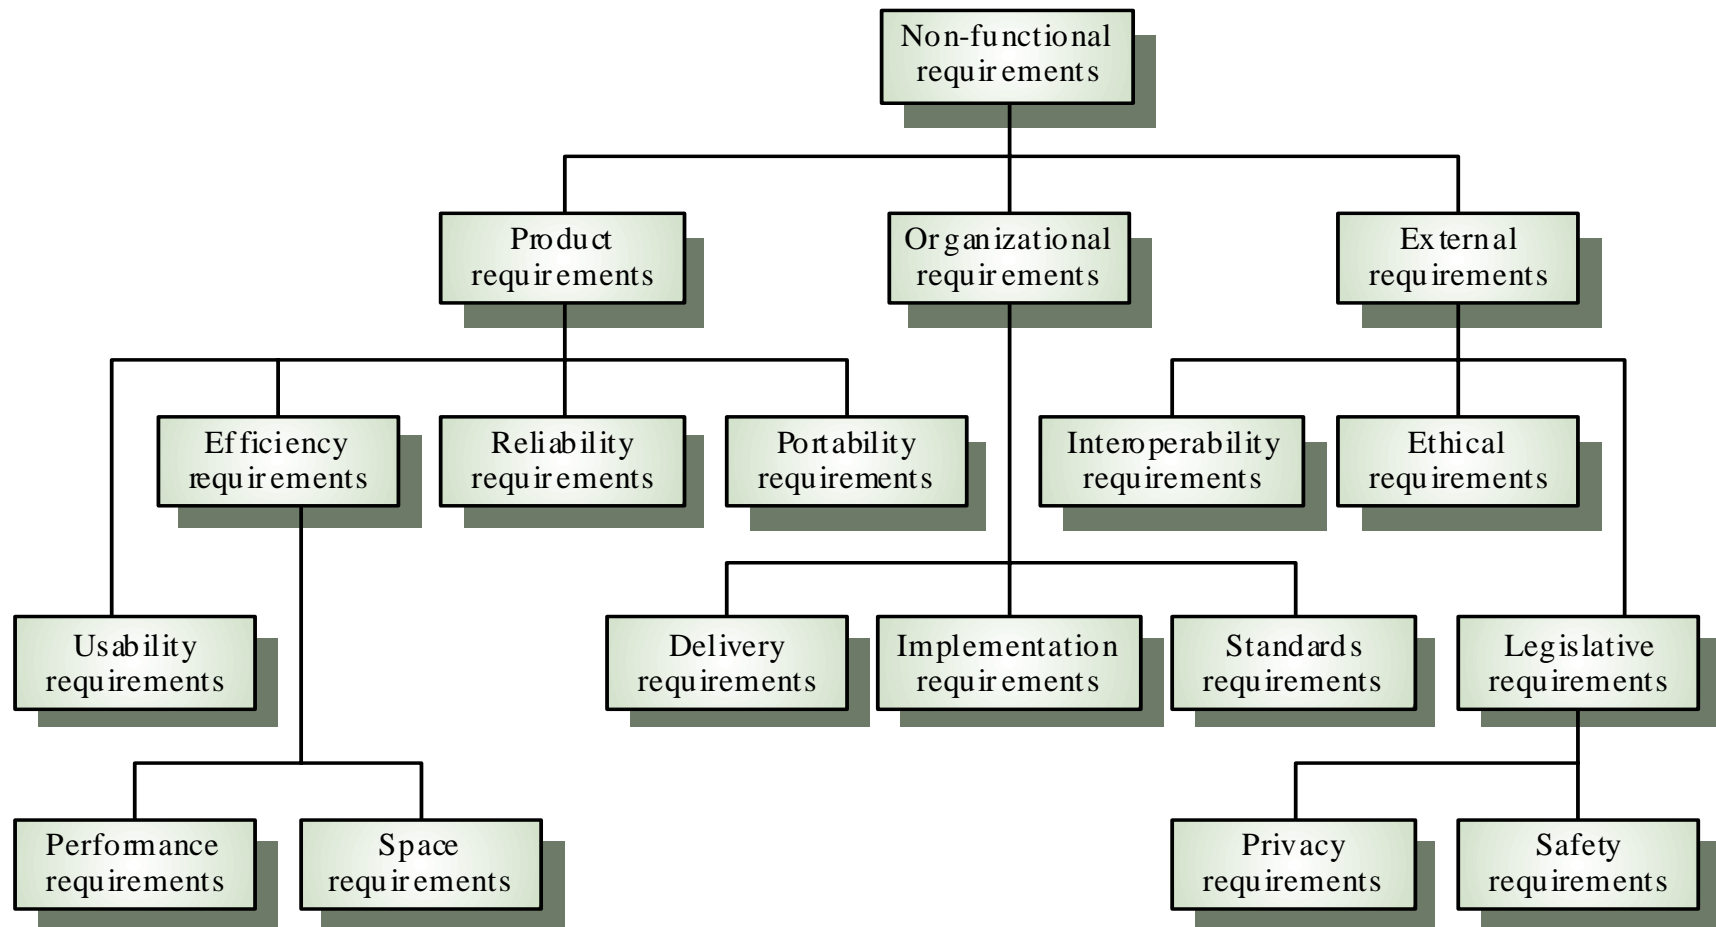 Non-functional
requirements
Product
requirements
Organizational
requirements
External
requirements
Efficiency
requirements
Reliability
requirements
Portability
requirements
Interoperability
requirements
Ethical
requirements
Usability
requirements
Delivery
requirements
Implementation
requirements
Standards
requirements
Legislative
requirements
Performance
requirements
Space
requirements
Privacy
requirements
Safety
requirements